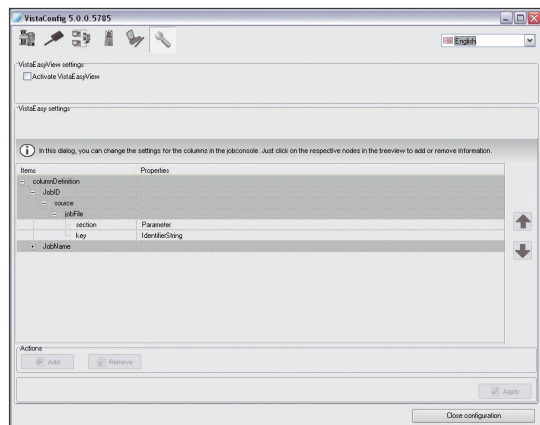 VistaConfig 5.0.0.5785
English
VistaEasyView settings
Activate VistaEasyView
VistaEasy settings
In this dialog, you can change the settings for the columns in the jobconsole. Just click on the respective nodes in the treeview to add or remove information.
Items Properties
columnDefinition
JobID
source
jobFile
section Parameter
key IdentifierString
JobName
Actions
Add Remove
Apply
Close configuration